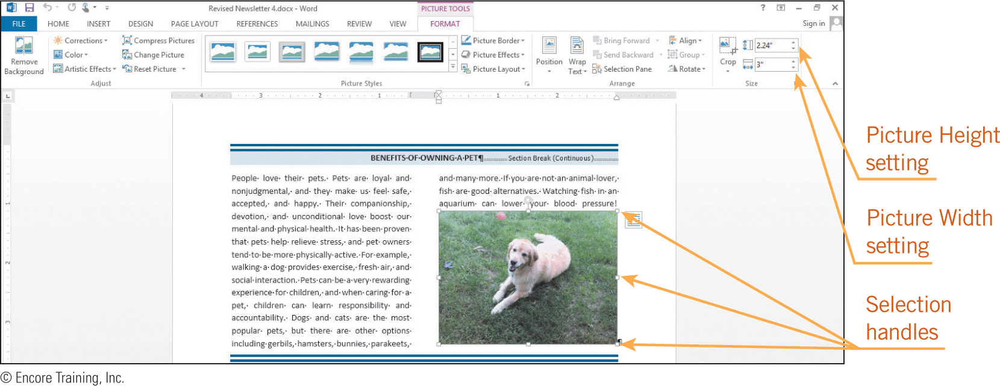 Revised Newsletter 4.docx - Word
PICTURE TOOLS
?
FILE HOME INSERT DESIGN PAGE LAYOUT REFERENCES MAILINGS REVIEW VIEW FORMAT Sign in
Remove Background
Corrections
Color
Artistic Effects
Compress Pictures
Change Picture
Reset Picture
Adjust
Picture Styles
Picture Border
Picture Effects
Picture Layout
Position
Wrap Text
Bring Forward
Send Backward
Selection Pane
Align
Group
Rotate
Arrange
Crop
2.24"
3"
Size
4 3 2 1 1 2
1
2
3
BENEFITS·OF·OWNING·A·PET¶ Section Break (Continuous)
People· love· their· pets.· Pets· are· loyal· and·
nonjudgmental,· and· they· make· us· feel· safe,·
accepted,· and· happy.· Their· companionship,·
devotion,· and· unconditional· love· boost· our·
mental·and·physical·health.·It·has·been·proven·
that· pets· help· relieve· stress,· and· pet· owners·
tend·to·be·more·physically·active.·For·example,·
walking·a·dog·provides·exercise,·fresh·air,·and·
social·interaction.·Pets·can·be·a·very·rewarding·
experience·for·children,·and·when·caring·for·a·
pet,· children· can· learn· responsibility· and·
accountability.· Dogs· and· cats· are· the· most·
popular· pets,· but· there· are· other· options·
including·gerbils,·hamsters,·bunnies,·parakeets,·
and·many·more.·If·you·are·not·an·animal·lover,·
fish·are·good·alternatives.·Watching·fish·in·an·
aquarium· can· lower· your· blood· pressure!
¶
Picture Height
setting
Picture Width
setting
Selection
handles
© Encore Training, Inc.